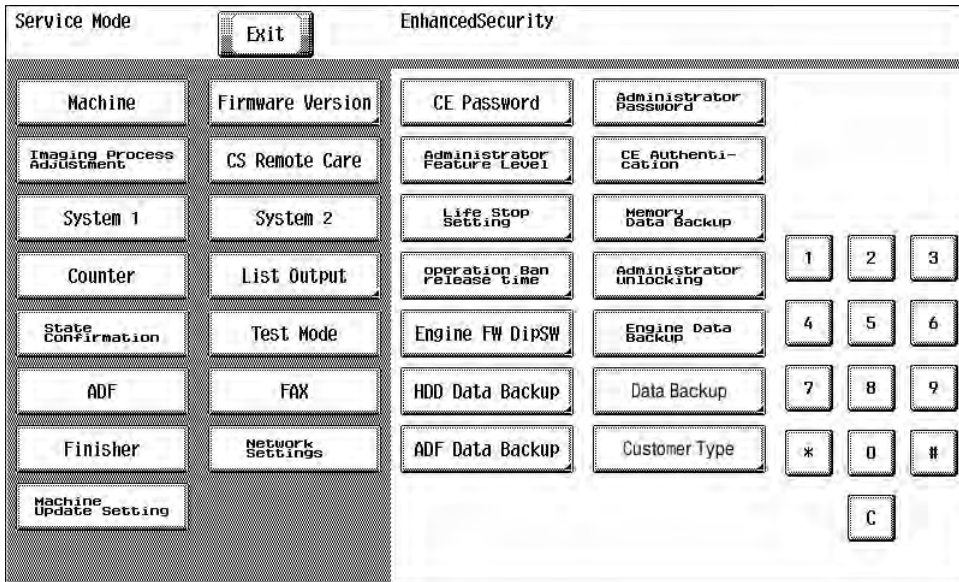 Service Mode
Exit
EnhancedSecurity
Machine
Firmware Version
Imaging Process
Adjustment
CS Remote Care
System 1
System 2
Counter
List Output
State
Confirmation
Test Mode
ADF
FAX
Finisher
Network
Settings
Machine
Update Setting
CE Password
Administrator
Password
Administrator
Feature Level
CE Authenti-
cation
Life Stop
Setting
Memory
Data Backup
Operation Ban
release time
Administrator
unlocking
Engine FW DipSW
Engine Data
Backup
HDD Data Backup
Data Backup
ADF Data Backup
Customer Type
1 2 3
4 5 6
7 8 9
* 0 #
C